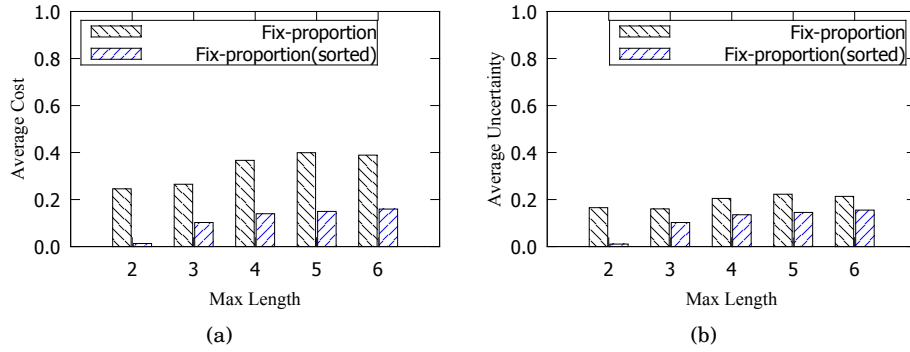 Fix-proportion
Fix-proportion(sorted)
1.0
0.8
0.6
0.4
0.2
0.0
Average Cost
2 3 4 5 6
Max Length
(a)
Fix-proportion
Fix-proportion(sorted)
1.0
0.8
0.6
0.4
0.2
0.0
Average Uncertainty
2 3 4 5 6
Max Length
(b)